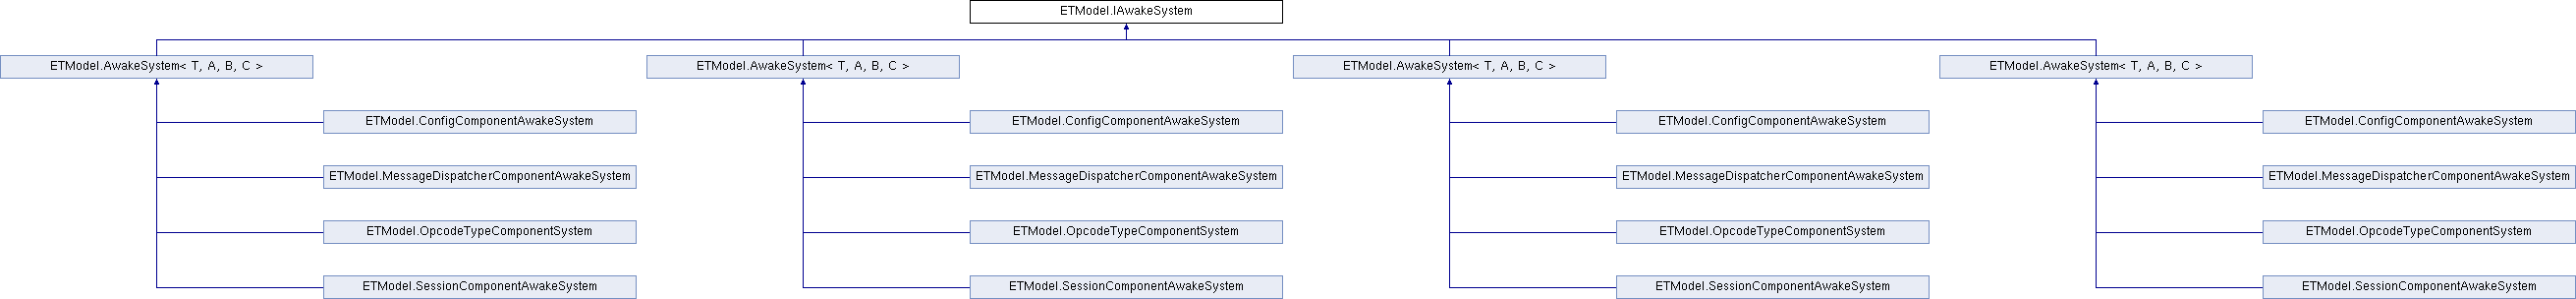 ETModel.IAwakeSystem
ETModel.AwakeSystem< T, A, B, C >
ETModel.AwakeSystem< T, A, B, C >
ETModel.AwakeSystem< T, A, B, C >
ETModel.AwakeSystem< T, A, B, C >
ETModel.ConfigComponentAwakeSystem
ETModel.ConfigComponentAwakeSystem
ETModel.ConfigComponentAwakeSystem
ETModel.ConfigComponentAwakeSystem
ETModel.MessageDispatcherComponentAwakeSystem
ETModel.MessageDispatcherComponentAwakeSystem
ETModel.MessageDispatcherComponentAwakeSystem
ETModel.MessageDispatcherComponentAwakeSystem
ETModel.OpcodeTypeComponentSystem
ETModel.OpcodeTypeComponentSystem
ETModel.OpcodeTypeComponentSystem
ETModel.OpcodeTypeComponentSystem
ETModel.SessionComponentAwakeSystem
ETModel.SessionComponentAwakeSystem
ETModel.SessionComponentAwakeSystem
ETModel.SessionComponentAwakeSystem